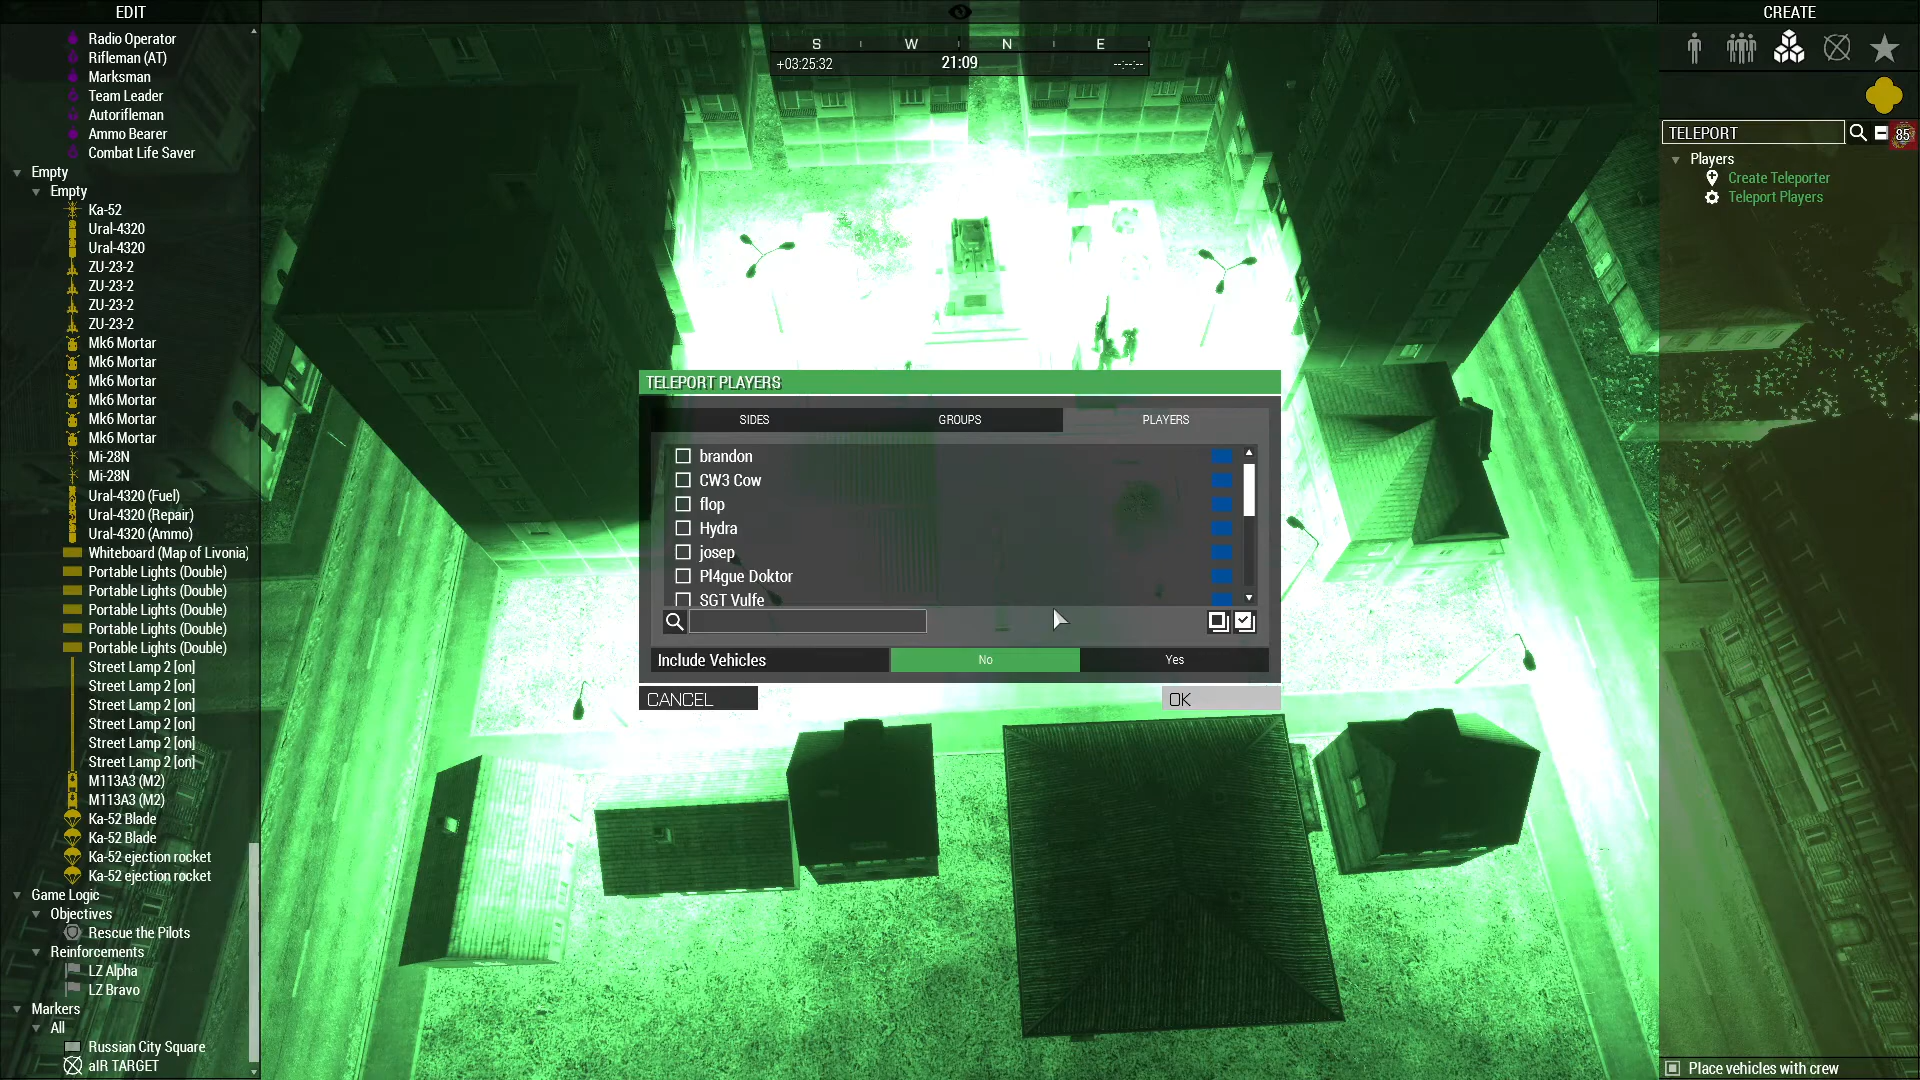 EDIT
Radio Operator
Rifleman (AT)
Marksman
Team Leader
Autorifleman
Ammo Bearer
Combat Life Saver
Empty
Empty
Ka-52
Ural-4320
Ural-4320
ZU-23-2
ZU-23-2
ZU-23-2
ZU-23-2
Mk6 Mortar
Mk6 Mortar
Mk6 Mortar
Mk6 Mortar
Mk6 Mortar
Mk6 Mortar
Mi-28N
Mi-28N
Ural-4320 (Fuel)
Ural-4320 (Repair)
Ural-4320 (Ammo)
Whiteboard (Map of Livonia)
Portable Lights (Double)
Portable Lights (Double)
Portable Lights (Double)
Portable Lights (Double)
Portable Lights (Double)
Street Lamp 2 [on]
Street Lamp 2 [on]
Street Lamp 2 [on]
Street Lamp 2 [on]
Street Lamp 2 [on]
Street Lamp 2 [on]
M113A3 (M2)
M113A3 (M2)
Ka-52 Blade
Ka-52 Blade
Ka-52 ejection rocket
Ka-52 ejection rocket
Game Logic
Objectives
Rescue the Pilots
Reinforcements
LZ Alpha
LZ Bravo
Markers
All
Russian City Square
aIR TARGET
S W N E
+03:25:32 21:09 --:--:--
TELEPORT PLAYERS
SIDES GROUPS PLAYERS
brandon
CW3 Cow
flop
Hydra
josep
Pl4gue Doktor
SGT Vulfe
Include Vehicles No Yes
CANCEL OK
CREATE
TELEPORT 85
Players
Create Teleporter
Teleport Players
Place vehicles with crew